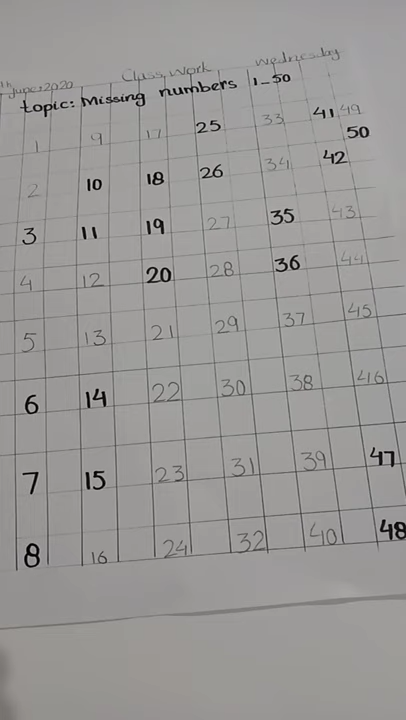 Class work Wednesday
th June 2020
topic: Missing numbers 1-50
1 9 17 25 33 41 49
50
2 10 18 26 34 42
3 11 19 27 35 43
4 12 20 28 36 44
5 13 21 29 37 45
6 14 22 30 38 46
7 15 23 31 39 47
8 16 24 32 40 48